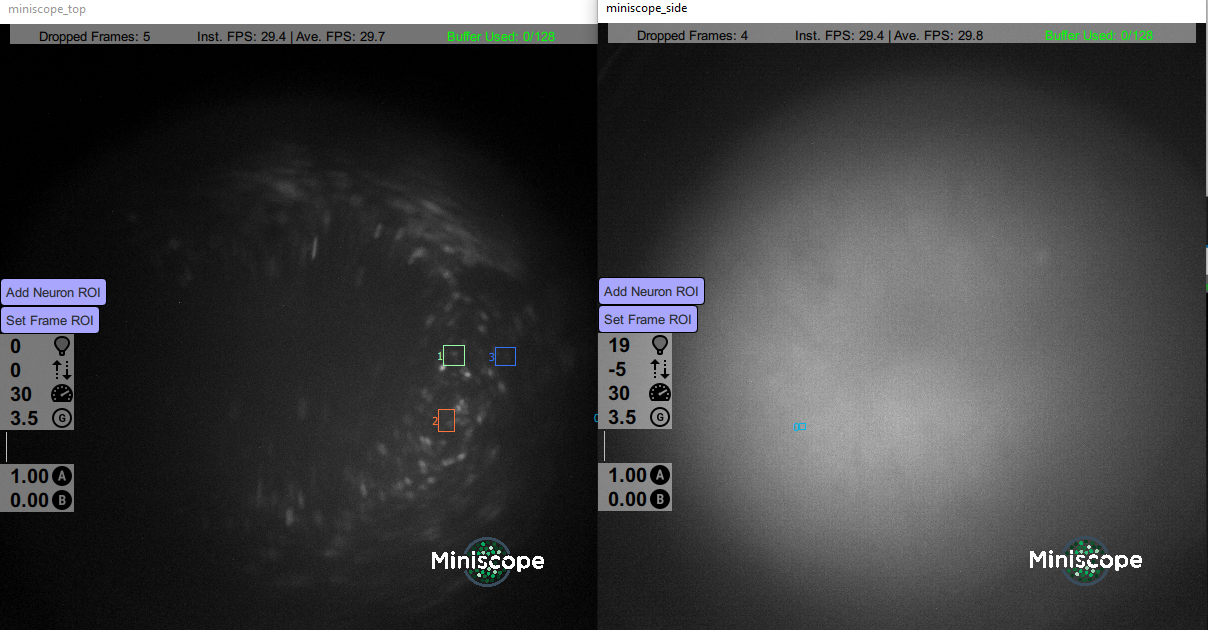 miniscope_top
Dropped Frames: 5 Inst. FPS: 29.4 | Ave. FPS: 29.7 Buffer Used: 0/128
Add Neuron ROI
Set Frame ROI
0
0
30
3.5 G
1.00 A
0.00 B
1
3
2
0
Miniscope
miniscope_side
Dropped Frames: 4 Inst. FPS: 29.4 | Ave. FPS: 29.8 Buffer Used: 0/128
Add Neuron ROI
Set Frame ROI
19
-5
30
3.5 G
1.00 A
0.00 B
0
Miniscope